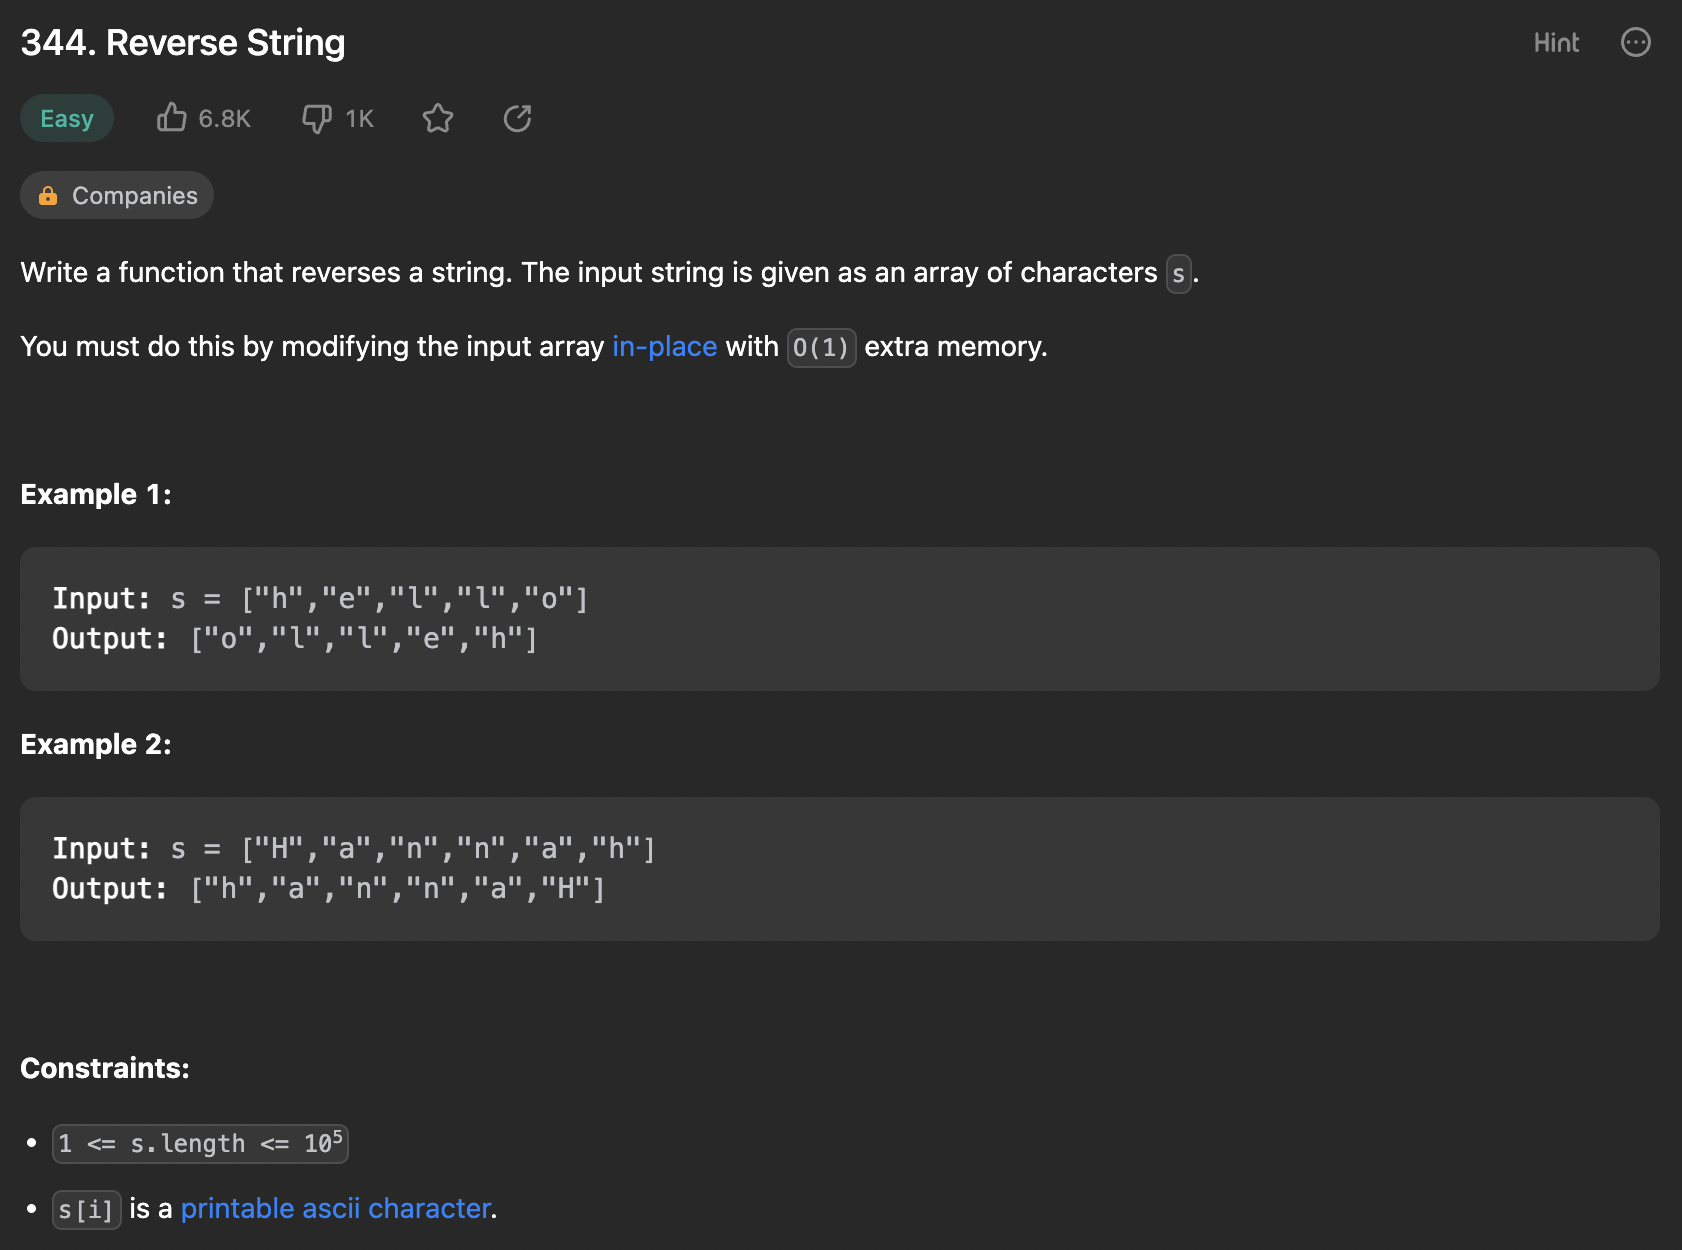 344. Reverse String
Hint
Easy
6.8K
1K
Companies
Write a function that reverses a string. The input string is given as an array of characters s.
You must do this by modifying the input array in-place with O(1) extra memory.
Example 1:
Input: s = ["h","e","l","l","o"]
Output: ["o","l","l","e","h"]
Example 2:
Input: s = ["H","a","n","n","a","h"]
Output: ["h","a","n","n","a","H"]
Constraints:
• 1 <= s.length <= 10⁵
• s[i] is a printable ascii character.